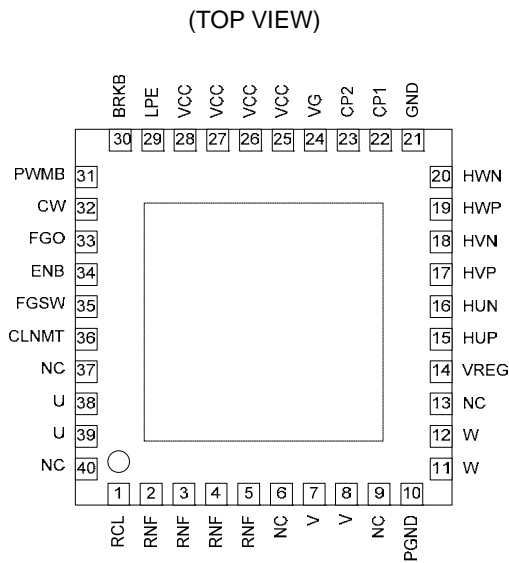 (TOP VIEW)
BRKB LPE VCC VCC VCC VCC VG CP2 CP1 GND
30 29 28 27 26 25 24 23 22 21
PWMB 31 20 HWN
CW 32 19 HWP
FGO 33 18 HVN
ENB 34 17 HVP
FGSW 35 16 HUN
CLNMT 36 15 HUP
NC 37 14 VREG
U 38 13 NC
U 39 12 W
NC 40 11 W
1 2 3 4 5 6 7 8 9 10
RCL RNF RNF RNF RNF NC V V NC PGND